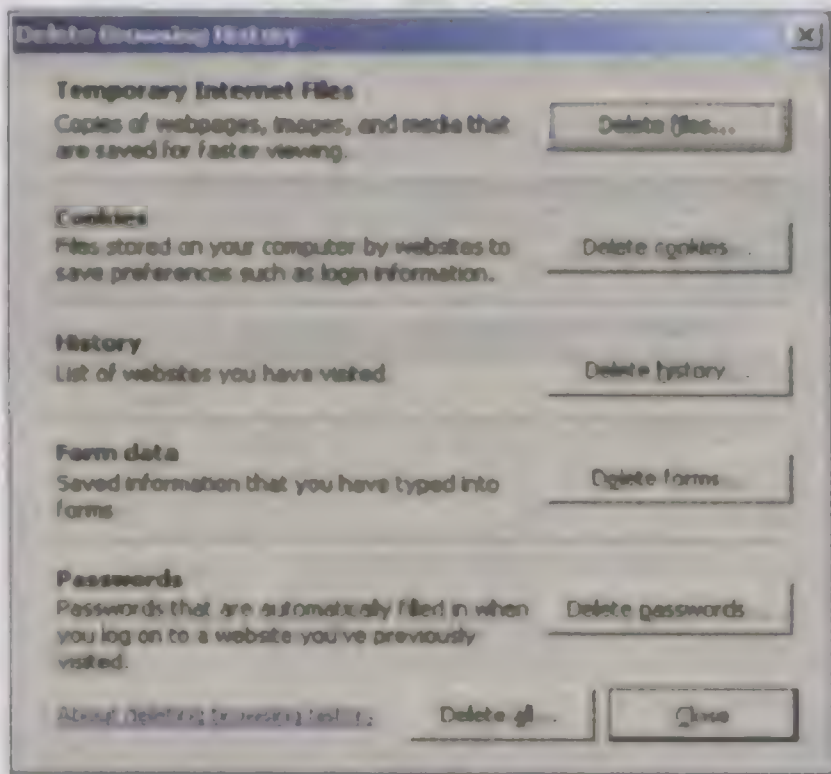 Delete Browsing History
Temporary Internet Files
Copies of webpages, images, and media that
are saved for faster viewing.
Delete files...
Cookies
Files stored on your computer by websites to
save preferences such as login information.
Delete cookies...
History
List of websites you have visited.
Delete history...
Form data
Saved information that you have typed into
forms.
Delete forms...
Passwords
Passwords that are automatically filled in when
you log on to a website you've previously
visited.
Delete passwords...
About deleting browsing history
Delete all...
Close